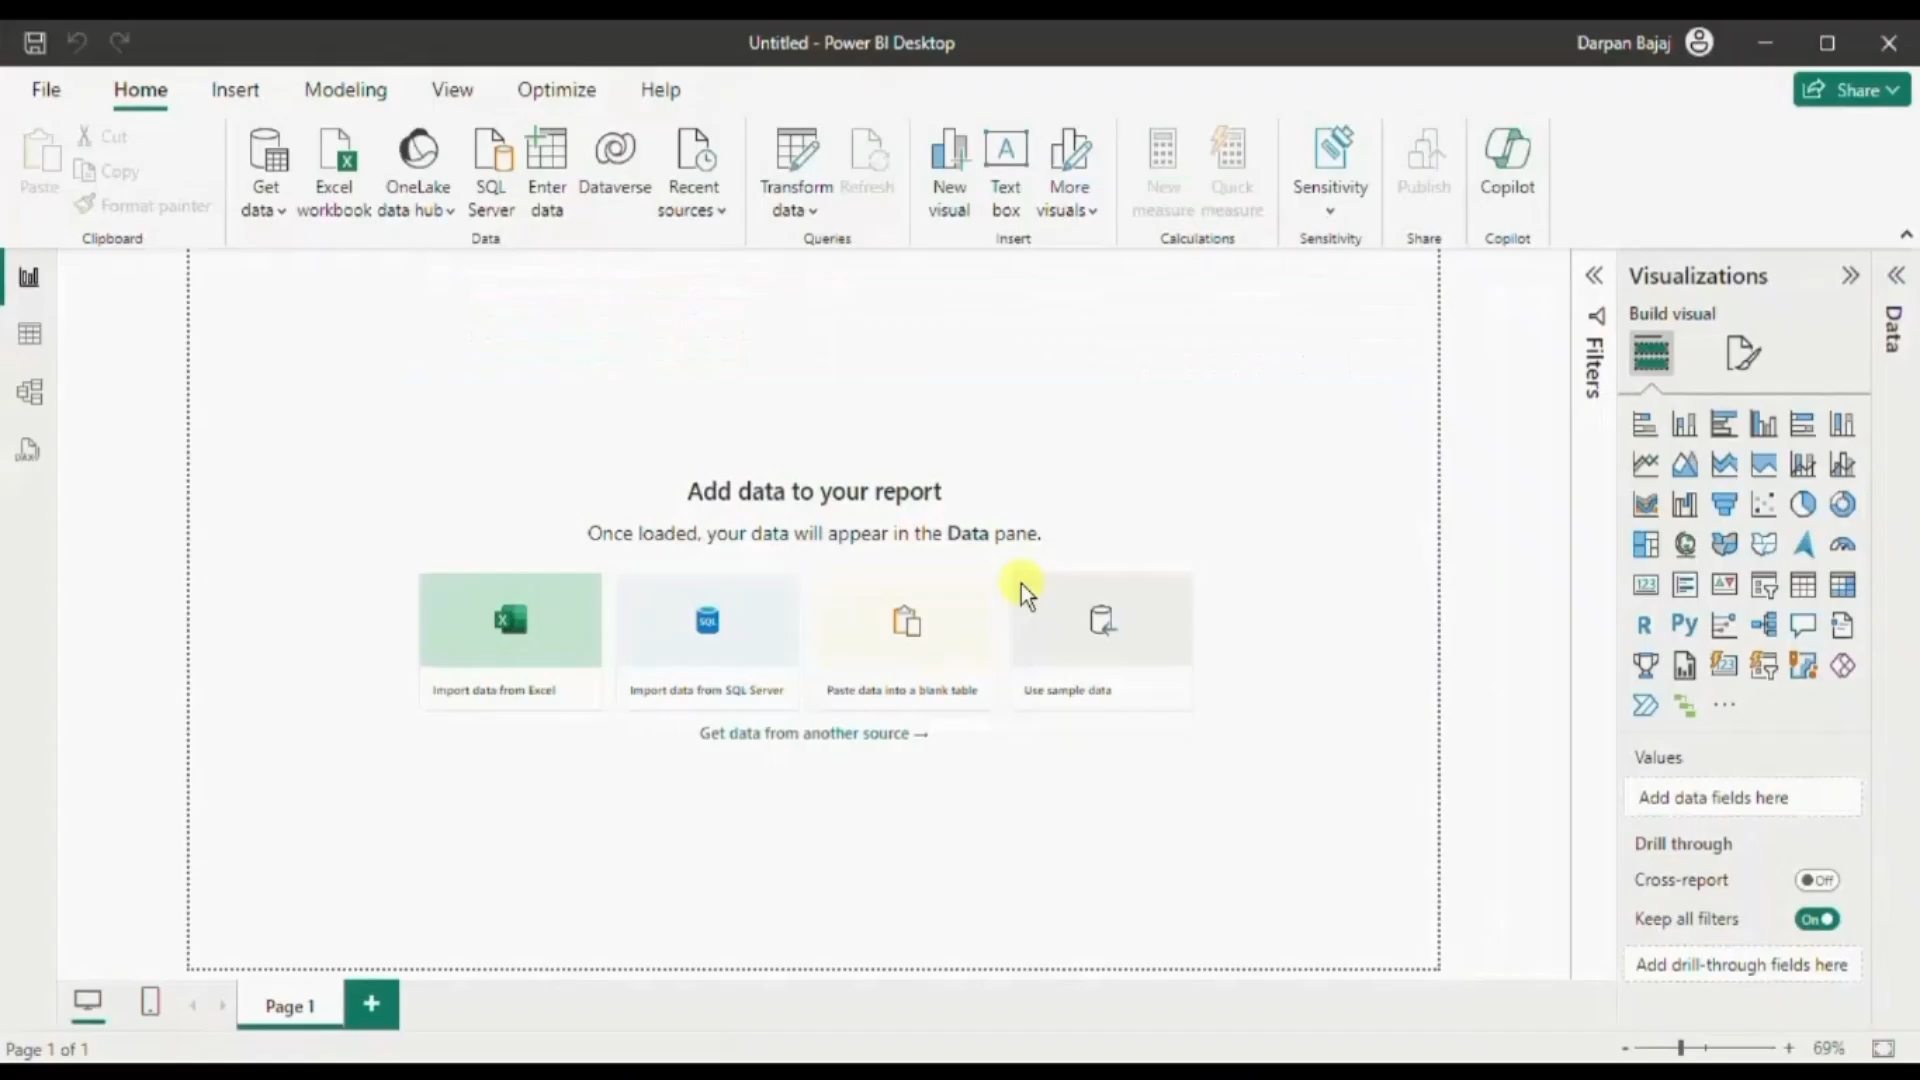 Untitled - Power BI Desktop
Darpan Bajaj
File
Home
Insert
Modeling
View
Optimize
Help
Share
Paste
Cut
Copy
Format painter
Clipboard
Get data
Excel workbook
OneLake data hub
SQL Server
Enter data
Dataverse
Recent sources
Data
Transform data
Refresh
Queries
New visual
Text box
More visuals
Insert
New measure
Quick measure
Calculations
Sensitivity
Sensitivity
Publish
Share
Copilot
Copilot
Visualizations
Build visual
Filters
Data
Add data to your report
Once loaded, your data will appear in the Data pane.
SQL
Import data from Excel
Import data from SQL Server
Paste data into a blank table
Use sample data
Get data from another source →
123
R
Py
123
Values
Add data fields here
Drill through
Cross-report
Off
Keep all filters
On
Add drill-through fields here
Page 1
+
Page 1 of 1
- + 69%